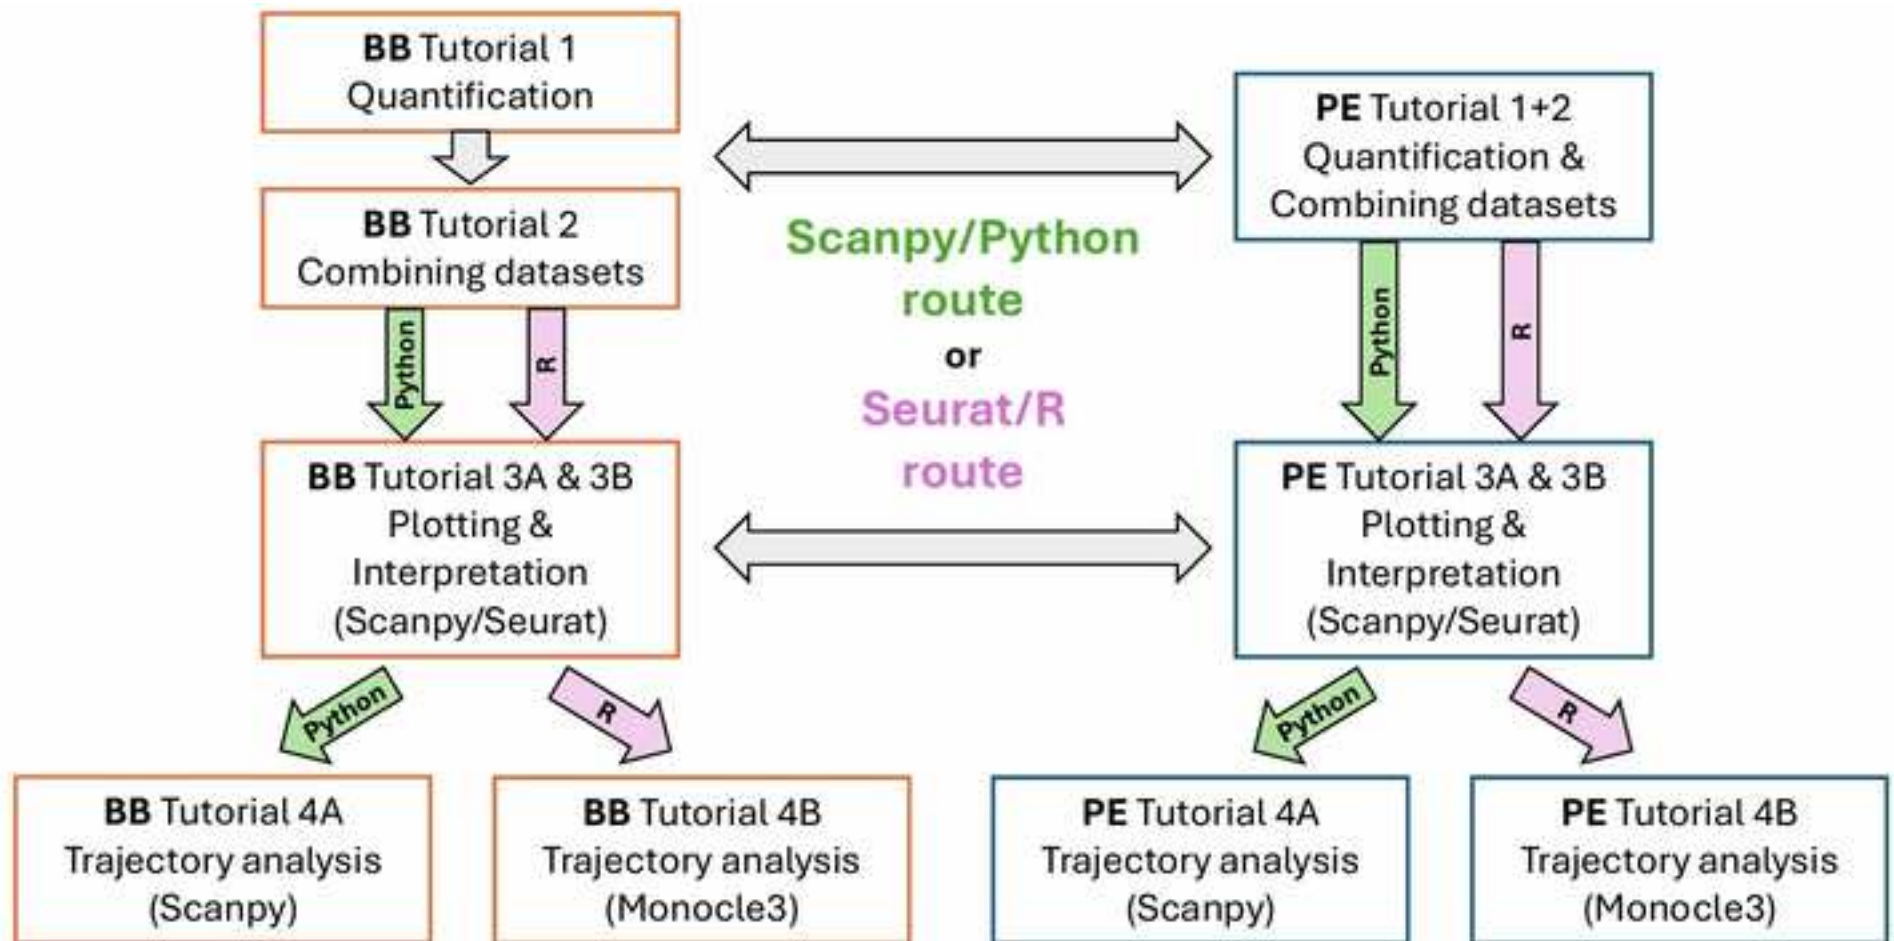 BB Tutorial 1
Quantification
BB Tutorial 2
Combining datasets
Python
R
BB Tutorial 3A & 3B
Plotting &
Interpretation
(Scanpy/Seurat)
Python
R
BB Tutorial 4A
Trajectory analysis
(Scanpy)
BB Tutorial 4B
Trajectory analysis
(Monocle3)
Scanpy/Python
route
or
Seurat/R
route
PE Tutorial 1+2
Quantification &
Combining datasets
Python
R
PE Tutorial 3A & 3B
Plotting &
Interpretation
(Scanpy/Seurat)
Python
R
PE Tutorial 4A
Trajectory analysis
(Scanpy)
PE Tutorial 4B
Trajectory analysis
(Monocle3)